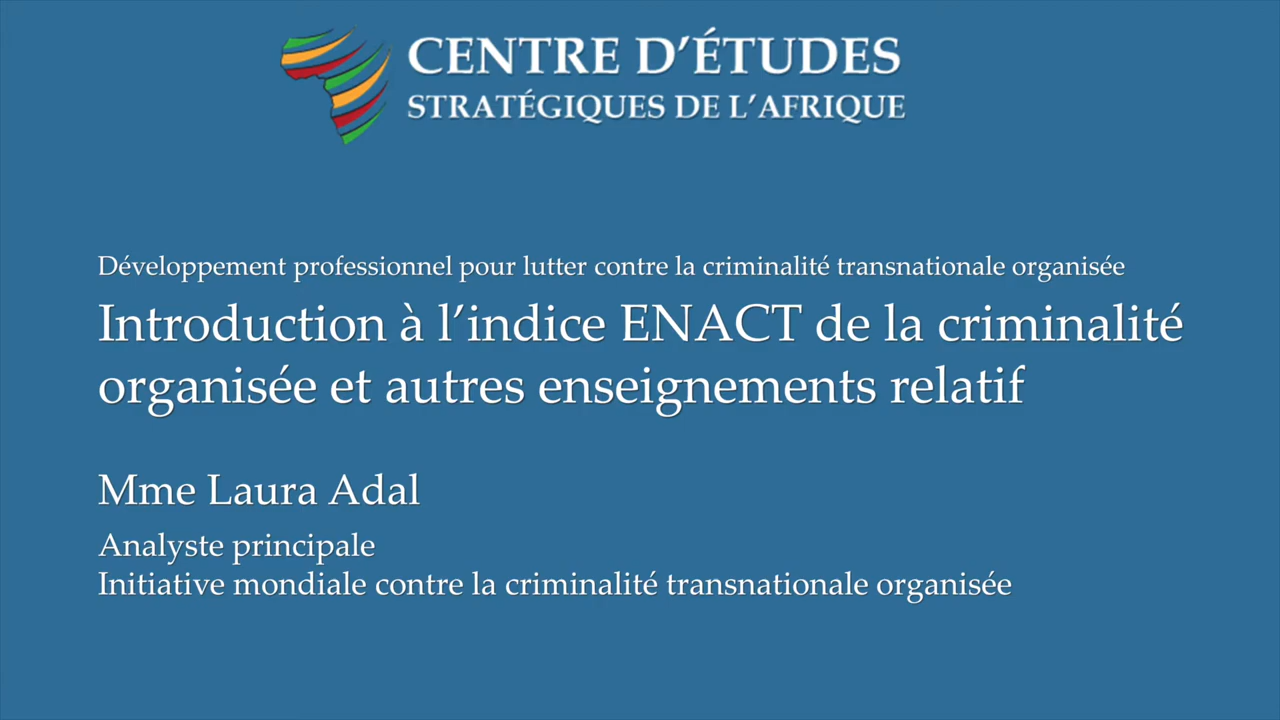 CENTRE D’ÉTUDES
STRATÉGIQUES DE L’AFRIQUE
Développement professionnel pour lutter contre la criminalité transnationale organisée
Introduction à l’indice ENACT de la criminalité
organisée et autres enseignements relatif
Mme Laura Adal
Analyste principale
Initiative mondiale contre la criminalité transnationale organisée